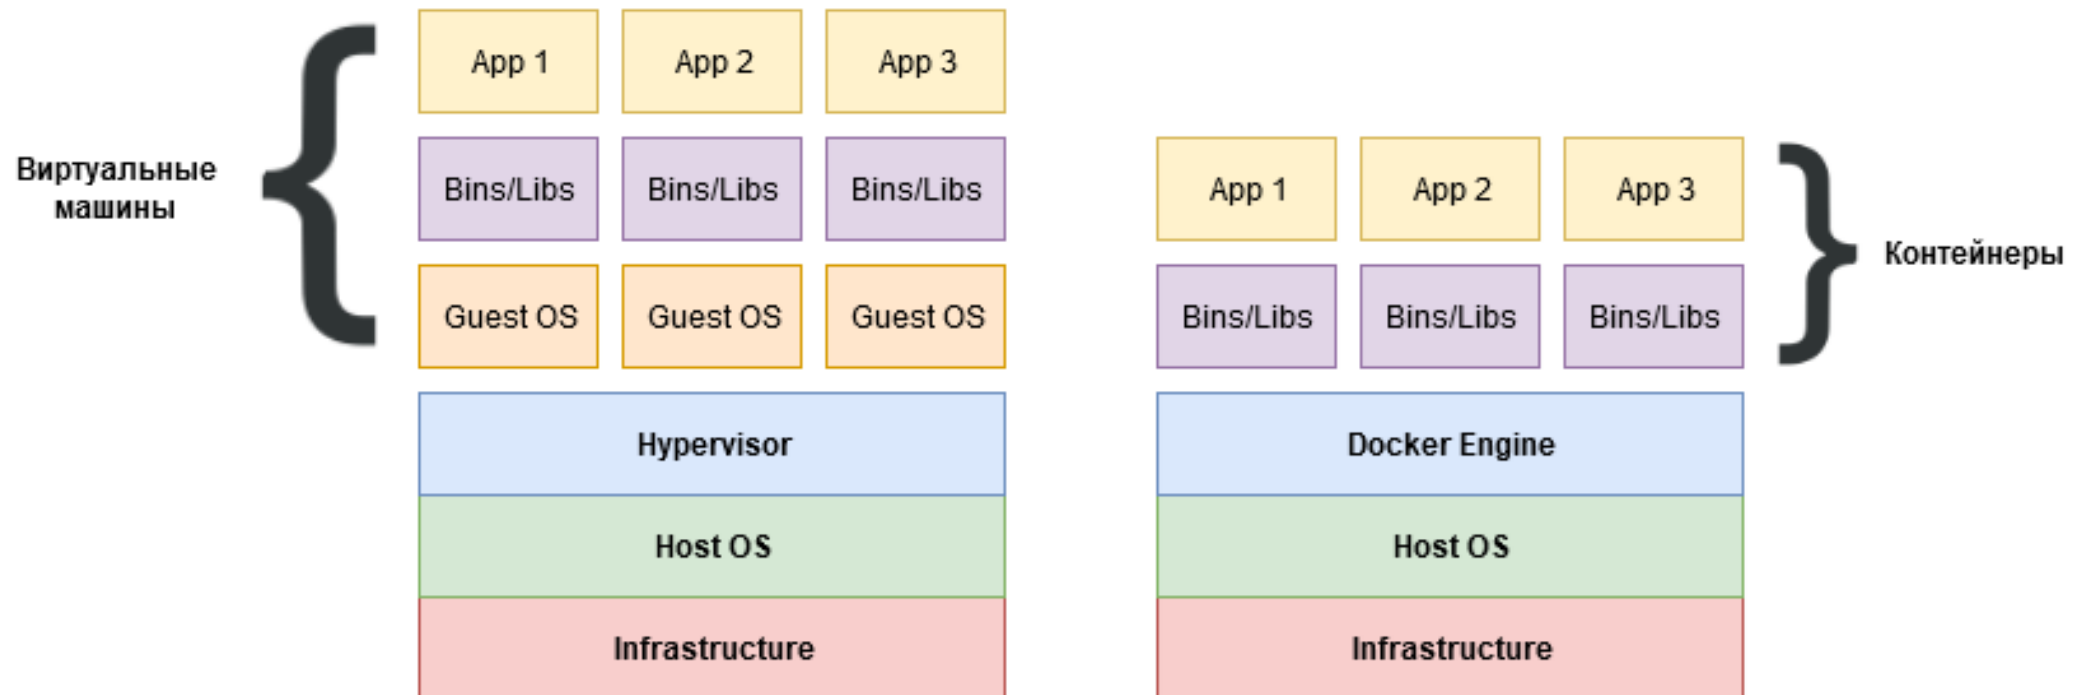 App 1
App 2
App 3
Виртуальные
машины
Bins/Libs
Bins/Libs
Bins/Libs
Guest OS
Guest OS
Guest OS
Hypervisor
Host OS
Infrastructure
App 1
App 2
App 3
Контейнеры
Bins/Libs
Bins/Libs
Bins/Libs
Docker Engine
Host OS
Infrastructure